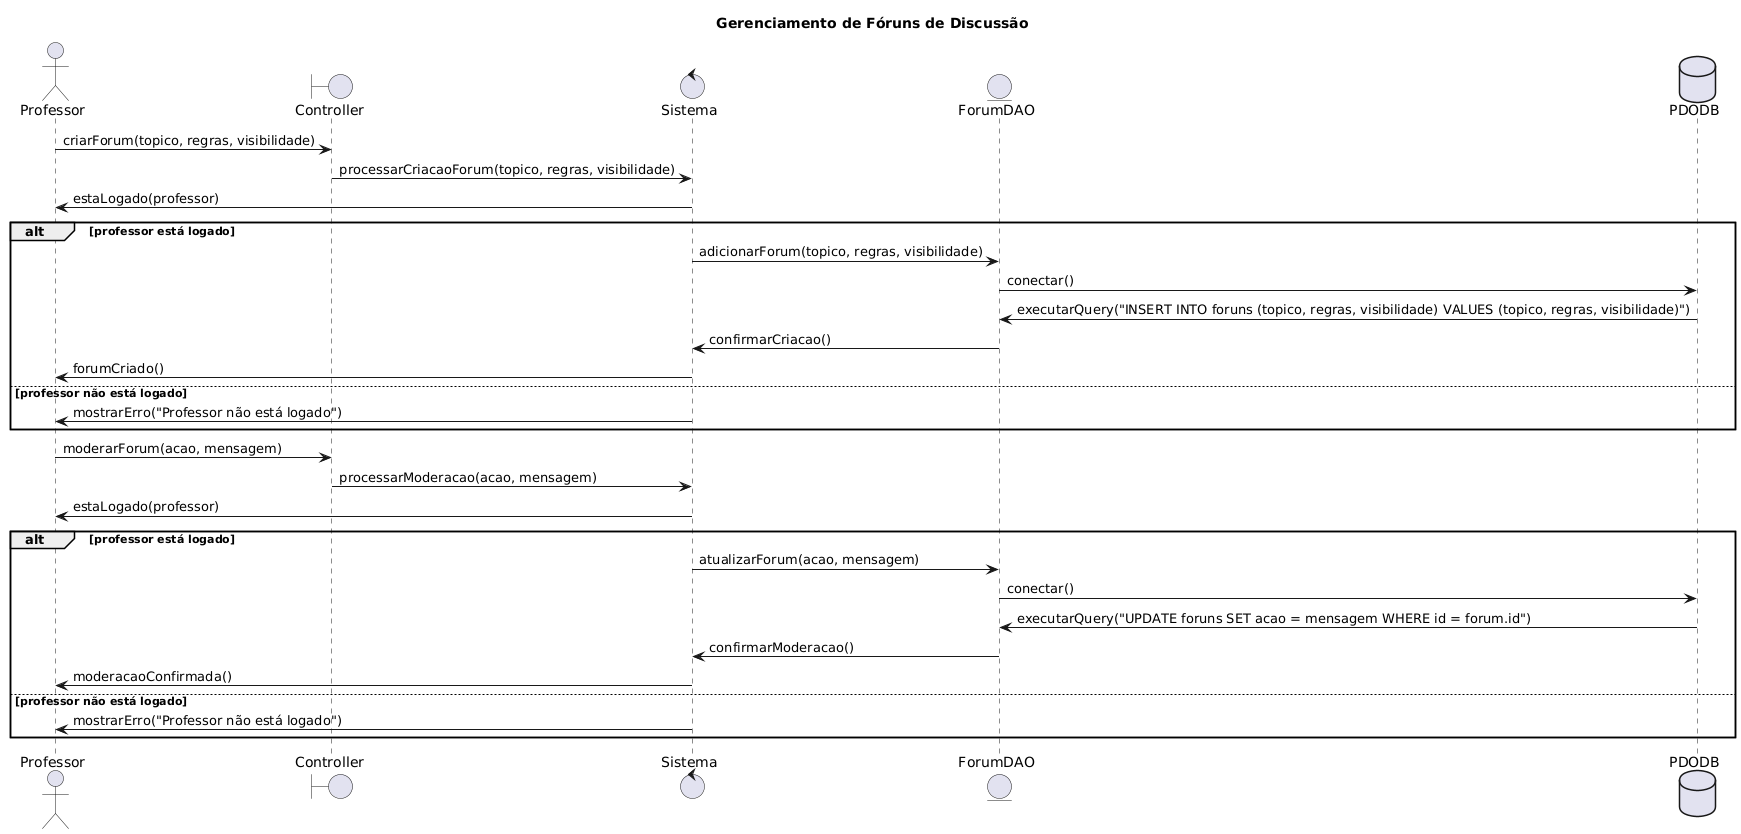 Gerenciamento de Fóruns de Discussão
Professor
Controller
Sistema
ForumDAO
PDODB
criarForum(topico, regras, visibilidade)
processarCriacaoForum(topico, regras, visibilidade)
estaLogado(professor)
alt
[professor está logado]
adicionarForum(topico, regras, visibilidade)
conectar()
executarQuery("INSERT INTO foruns (topico, regras, visibilidade) VALUES (topico, regras, visibilidade)")
confirmarCriacao()
forumCriado()
[professor não está logado]
mostrarErro("Professor não está logado")
moderarForum(acao, mensagem)
processarModeracao(acao, mensagem)
estaLogado(professor)
alt
[professor está logado]
atualizarForum(acao, mensagem)
conectar()
executarQuery("UPDATE foruns SET acao = mensagem WHERE id = forum.id")
confirmarModeracao()
moderacaoConfirmada()
[professor não está logado]
mostrarErro("Professor não está logado")
Professor
Controller
Sistema
ForumDAO
PDODB